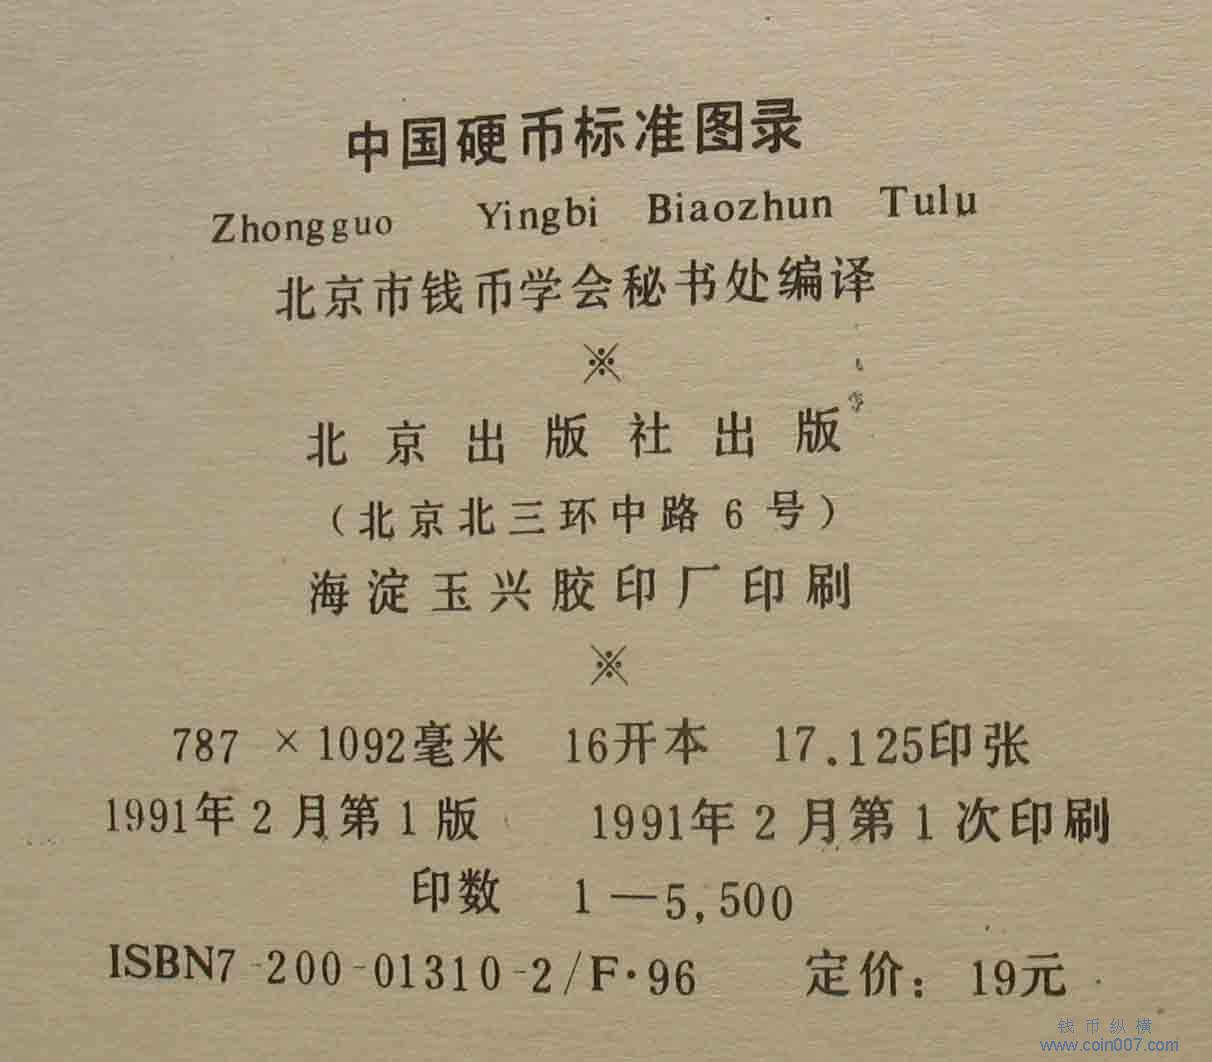 中国硬币标准图录
Zhongguo Yingbi Biaozhun Tulu
北京市钱币学会秘书处编译
※
北京出版社出版
（北京北三环中路6号）
海淀玉兴胶印厂印刷
※
787×1092毫米 16开本 17.125印张
1991年2月第1版 1991年2月第1次印刷
印数 1—5,500
ISBN7-200-01310-2/F·96 定价：19元
钱币纵横
www.coin007.com